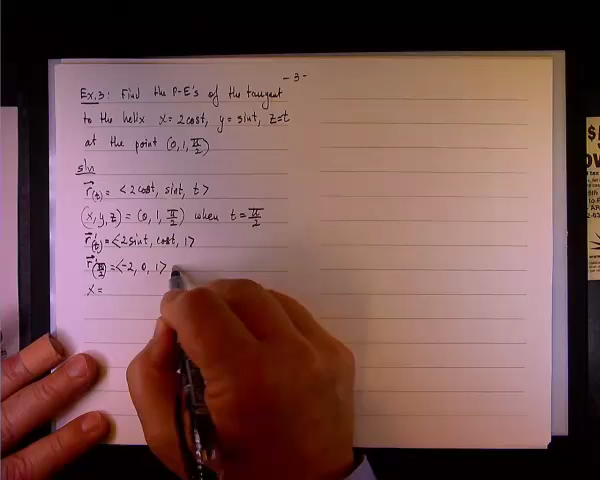 - 3 -
Ex.3: Find the P-E's of the tangent
to the helix x = 2cost, y = sint, z=t
at the point (0, 1, π/2)
sln
r⃗(t) = < 2cost, sint, t >
(x, y, z) = (0, 1, π/2) when t = π/2
r⃗'(t) = <-2sint, cost, 1>
r⃗'(π/2) = <-2, 0, 1>
x =